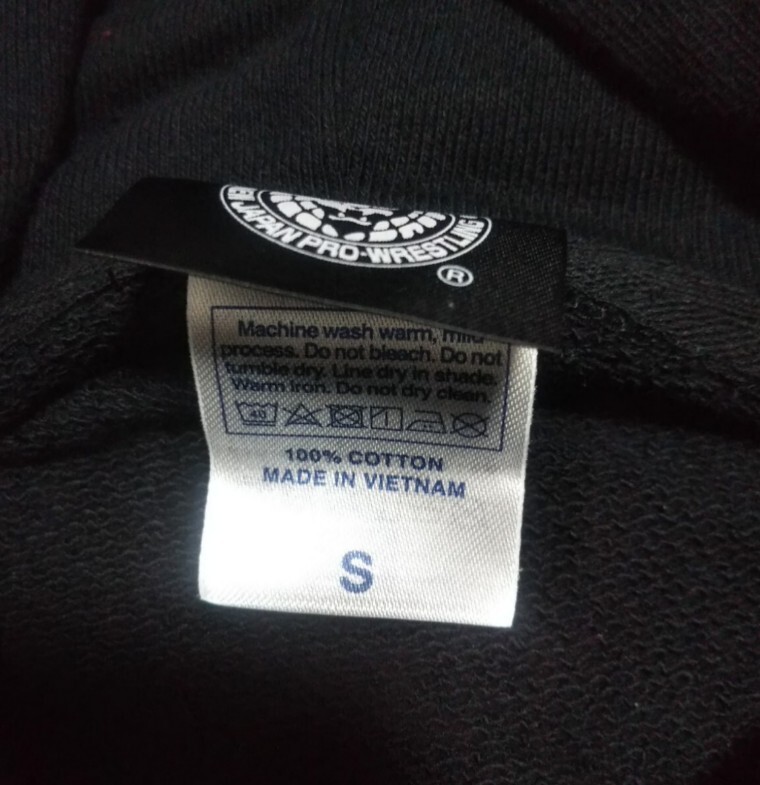 NEW JAPAN PRO-WRESTLING
®
Machine wash warm, mild
process. Do not bleach. Do not
tumble dry. Line dry in shade.
Warm Iron. Do not dry clean.
40
100% COTTON
MADE IN VIETNAM
S